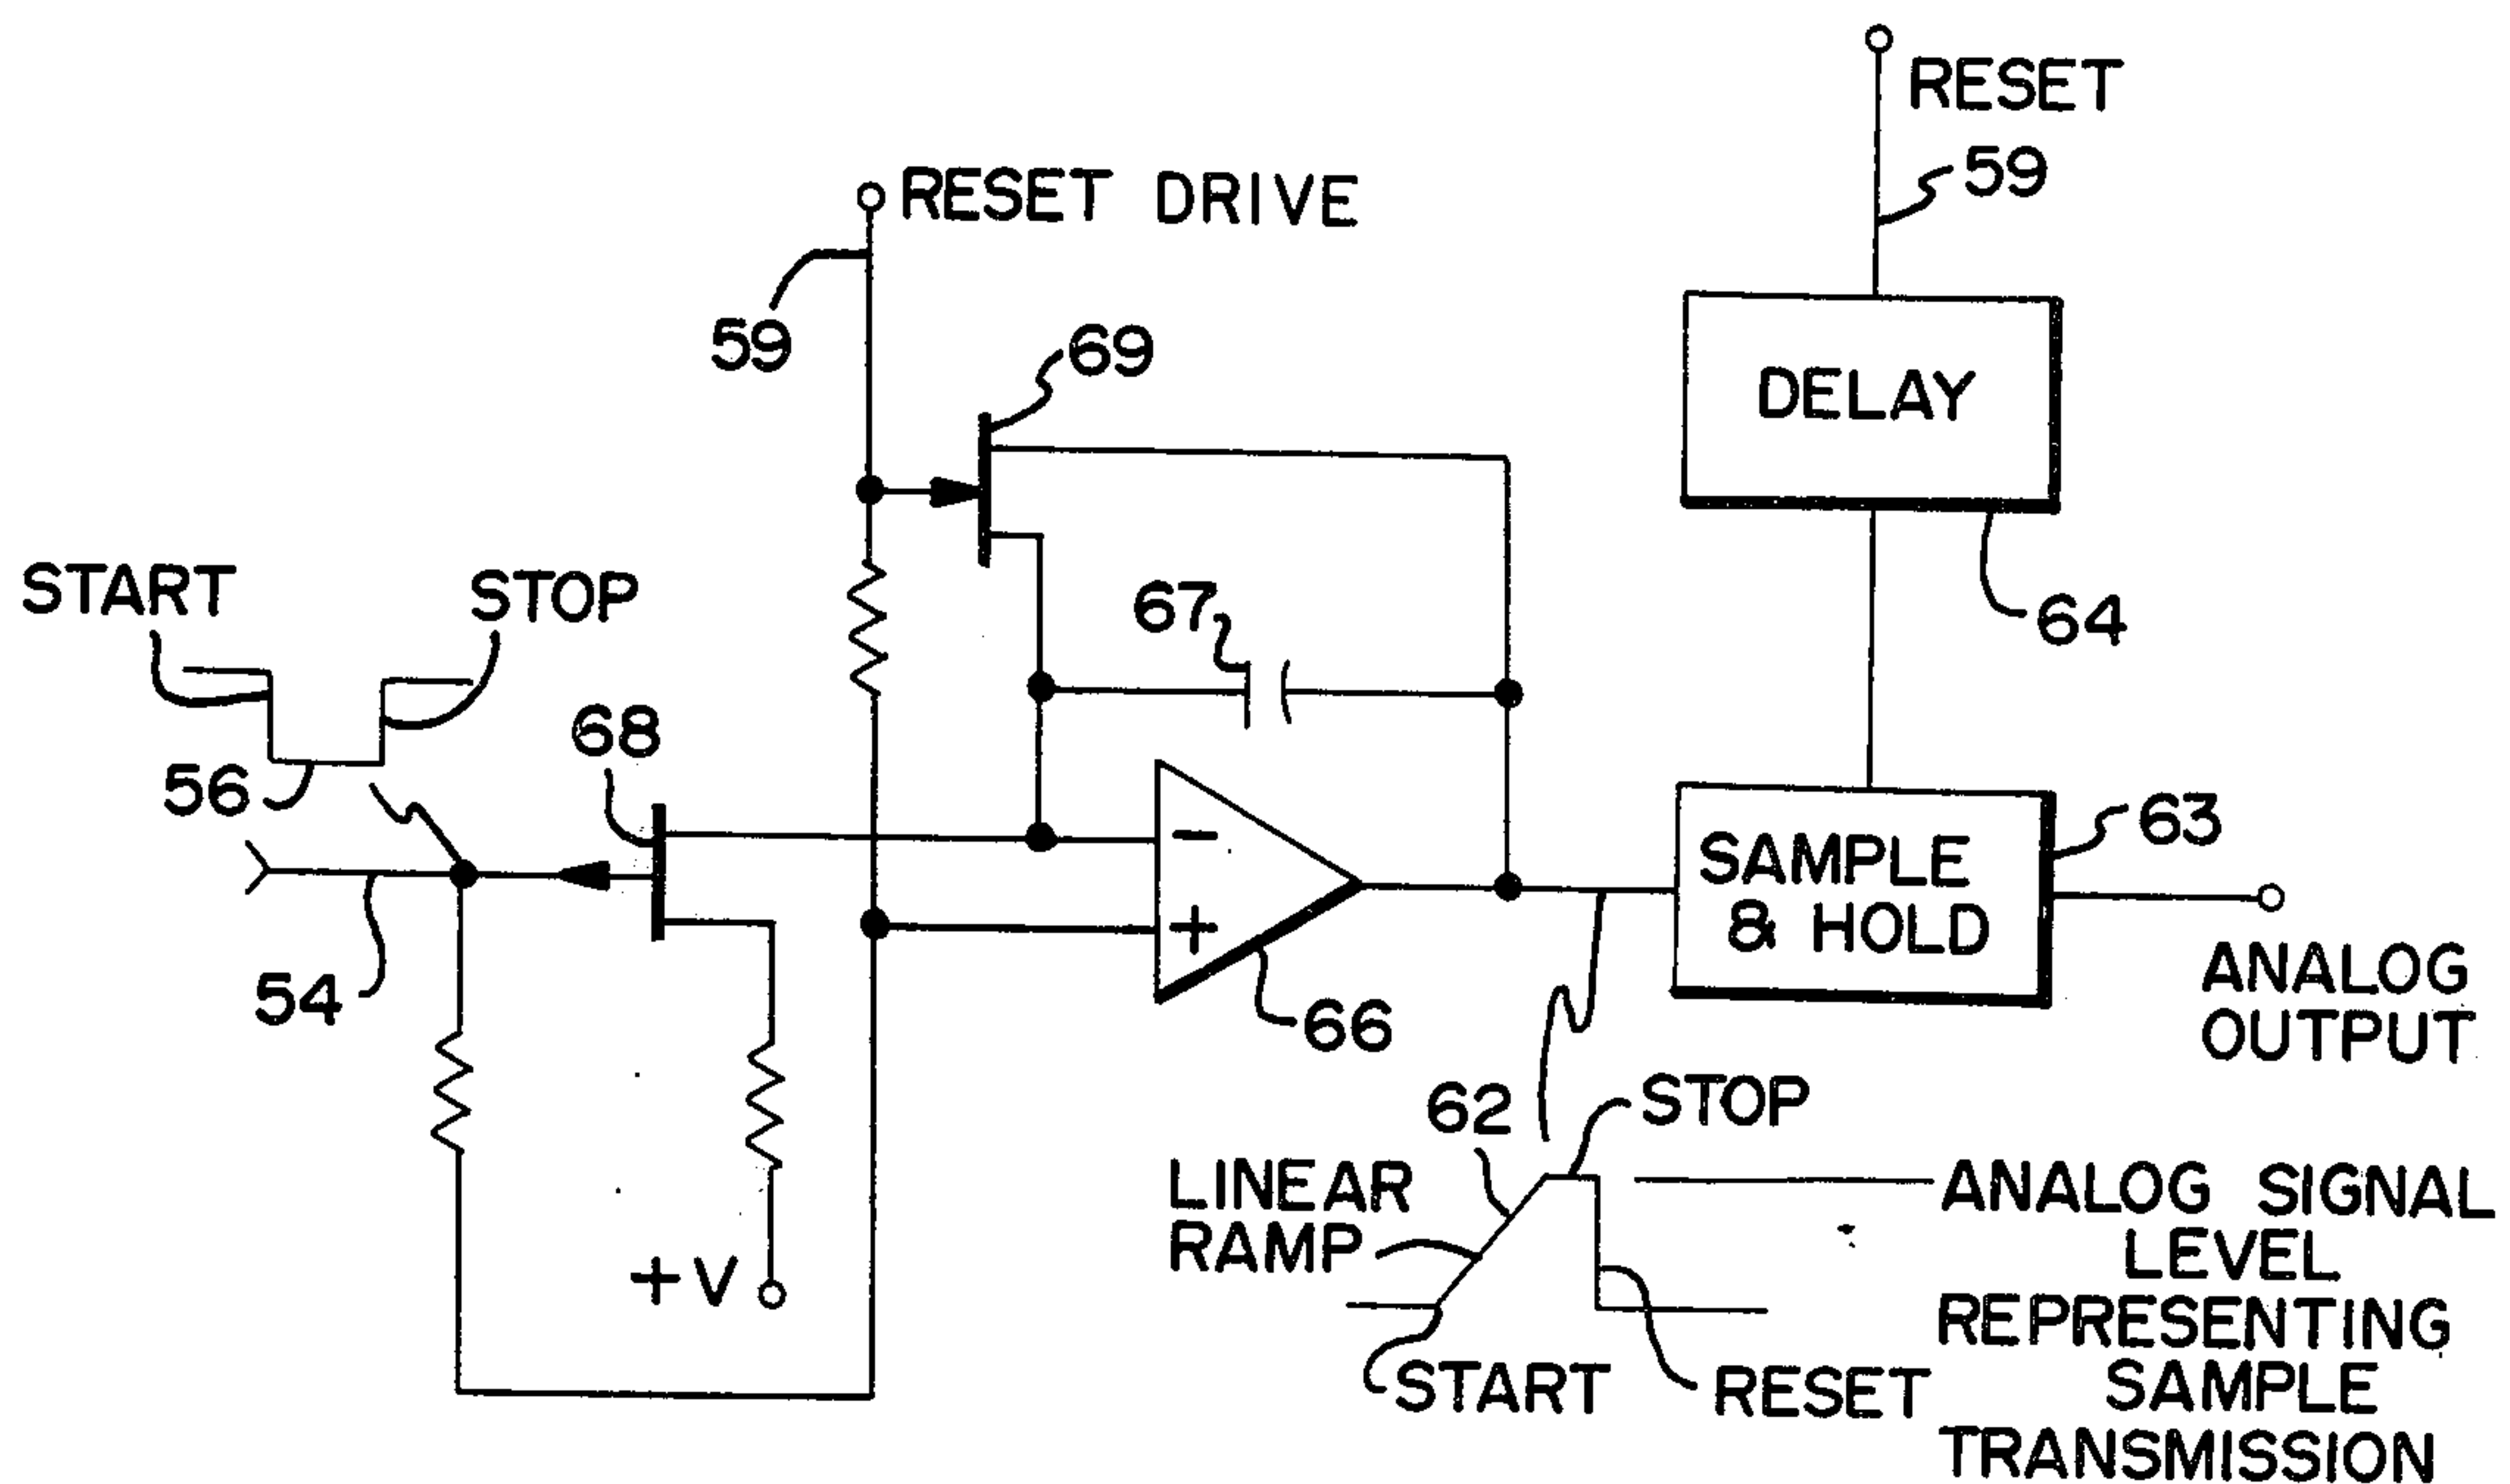 RESET
59
RESET DRIVE
59
69
DELAY
START
STOP
67
64
68
56
63
SAMPLE
& HOLD
-
+
54
66
ANALOG
OUTPUT
62
STOP
LINEAR
RAMP
+V
START
RESET
ANALOG SIGNAL
LEVEL
REPRESENTING
SAMPLE
TRANSMISSION